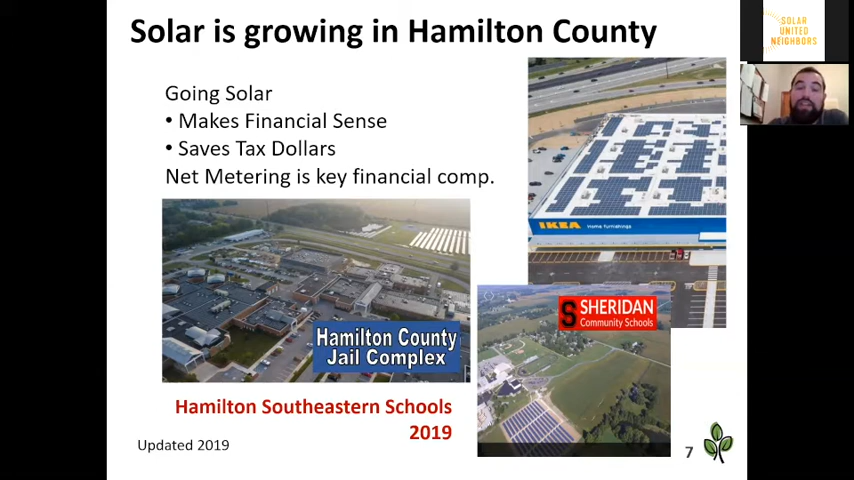 Solar is growing in Hamilton County
Going Solar
• Makes Financial Sense
• Saves Tax Dollars
Net Metering is key financial comp.
IKEA Home furnishings
S SHERIDAN
Community Schools
Hamilton County
Jail Complex
Hamilton Southeastern Schools
2019
Updated 2019
7
SOLAR
UNITED
NEIGHBORS